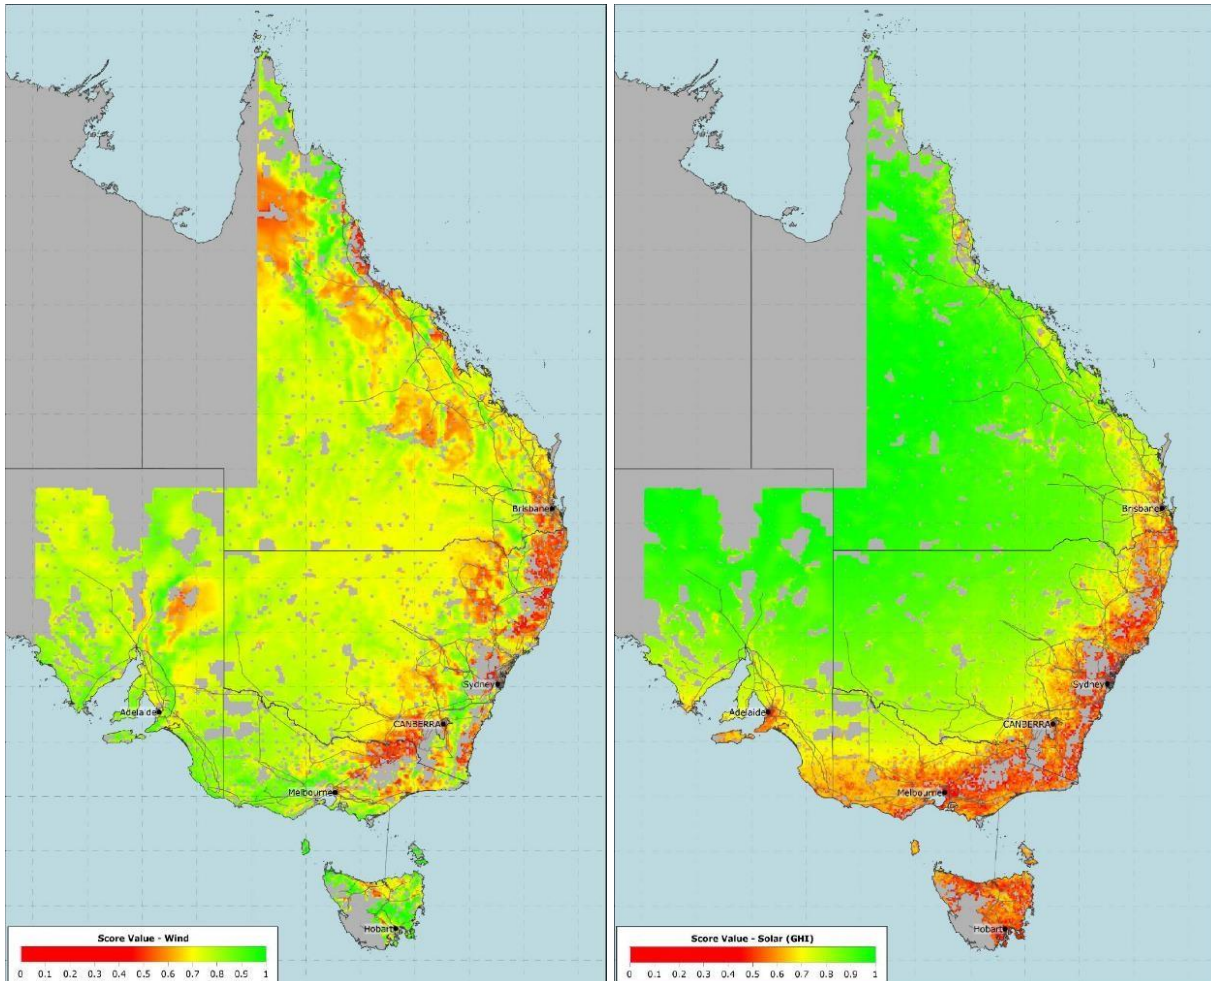 Brisbane
Sydney
Adelaide
CANBERRA
Melbourne
Hobart
Score Value - Wind
0 0.1 0.2 0.3 0.4 0.5 0.6 0.7 0.8 0.9 1
Brisbane
Sydney
Adelaide
CANBERRA
Melbourne
Hobart
Score Value - Solar (GHI)
0 0.1 0.2 0.3 0.4 0.5 0.6 0.7 0.8 0.9 1